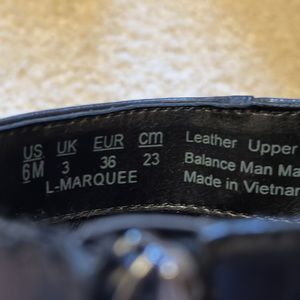 US UK EUR cm
6M 3 36 23
L-MARQUEE
Leather Upper
Balance Man Ma
Made in Vietnam